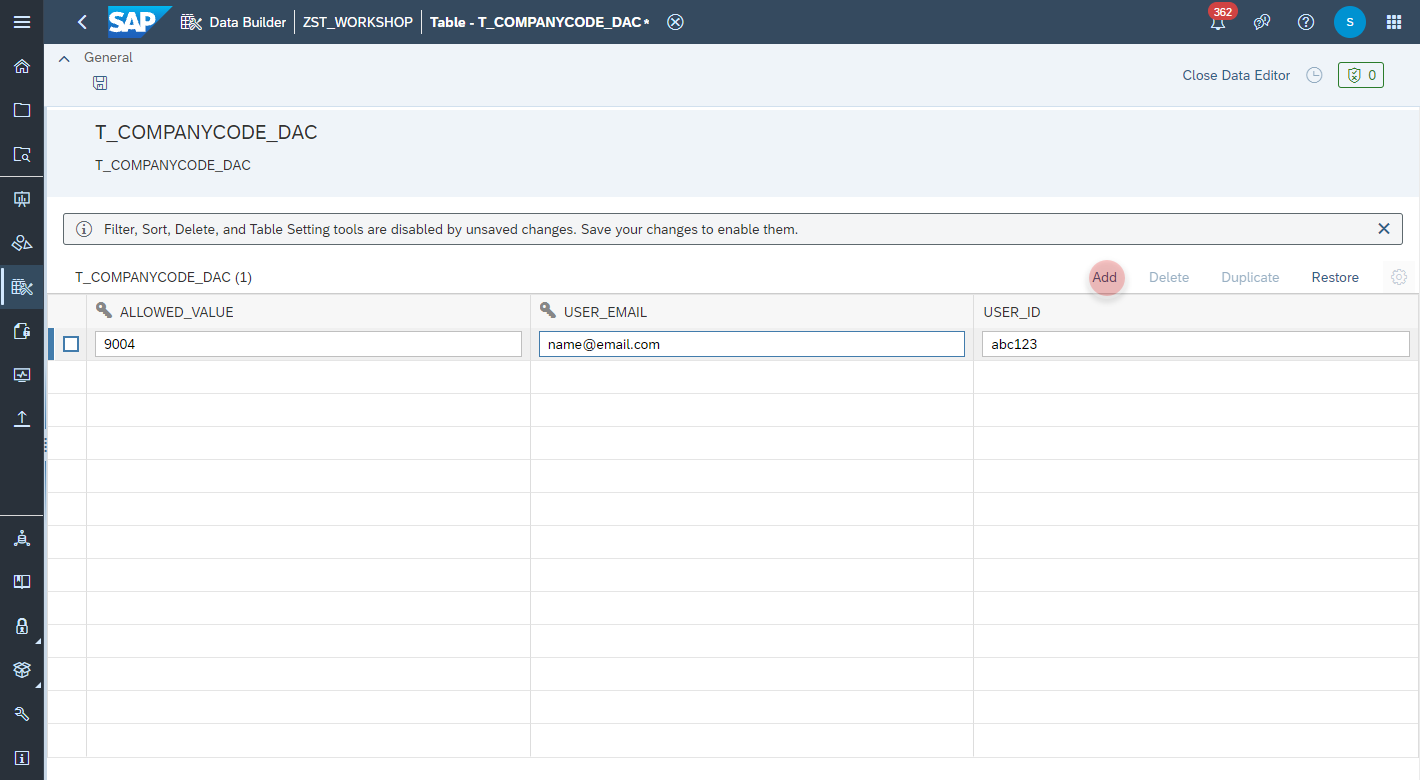 SAP Data Builder ZST_WORKSHOP Table - T_COMPANYCODE_DAC * 362 S
General
Close Data Editor 0
T_COMPANYCODE_DAC
T_COMPANYCODE_DAC
Filter, Sort, Delete, and Table Setting tools are disabled by unsaved changes. Save your changes to enable them.
T_COMPANYCODE_DAC (1) Add Delete Duplicate Restore
ALLOWED_VALUE USER_EMAIL USER_ID
9004 name@email.com abc123